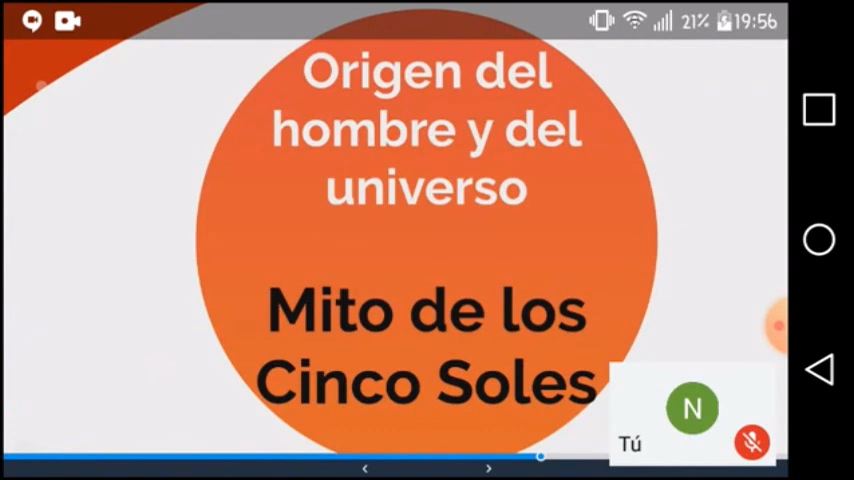 21% 19:56
Origen del
hombre y del
universo
Mito de los
Cinco Soles
N
Tú